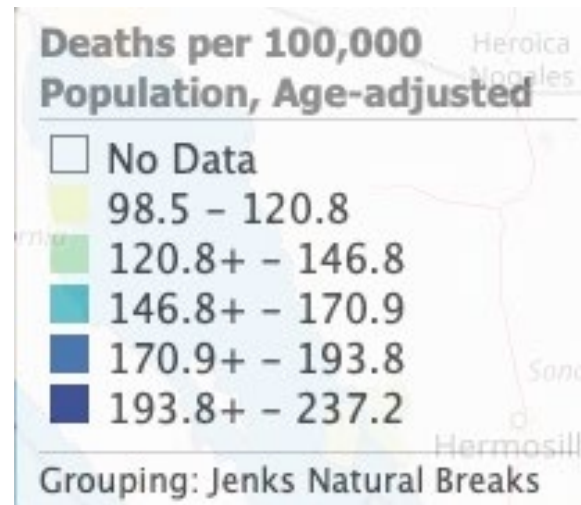 Deaths per 100,000
Population, Age-adjusted
Heroica
Nogales
No Data
98.5 – 120.8
120.8+ – 146.8
146.8+ – 170.9
170.9+ – 193.8
193.8+ – 237.2
Hermosill
Grouping: Jenks Natural Breaks